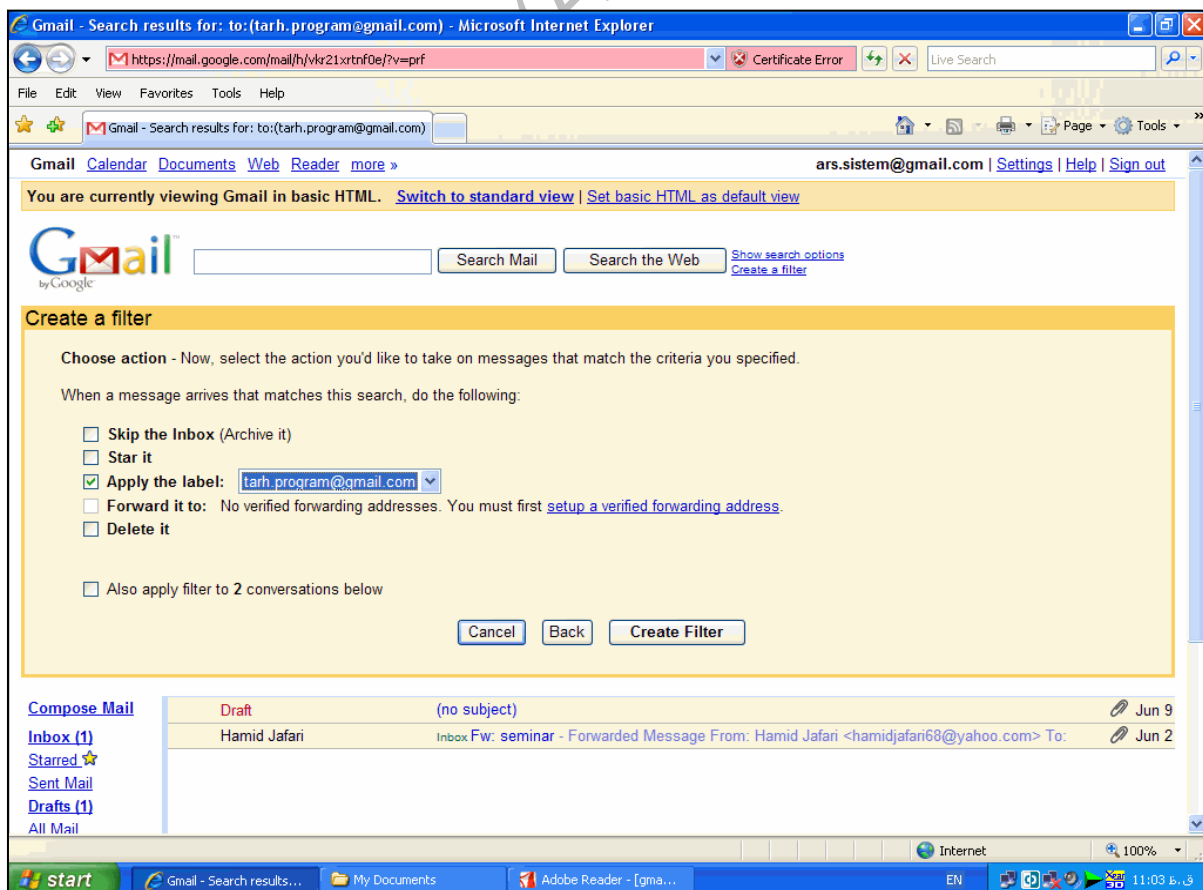 Gmail - Search results for: to:(tarh.program@gmail.com) - Microsoft Internet Explorer
https://mail.google.com/mail/h/vkr21xrtnf0e/?v=prf Certificate Error Live Search
File Edit View Favorites Tools Help
Gmail - Search results for: to:(tarh.program@gmail.com) Page Tools »
Gmail Calendar Documents Web Reader more » ars.sistem@gmail.com | Settings | Help | Sign out
You are currently viewing Gmail in basic HTML. Switch to standard view | Set basic HTML as default view
Gmail by Google Search Mail Search the Web Show search options
Create a filter
Create a filter
Choose action - Now, select the action you'd like to take on messages that match the criteria you specified.
When a message arrives that matches this search, do the following:
Skip the Inbox (Archive it)
Star it
Apply the label: tarh.program@gmail.com
Forward it to: No verified forwarding addresses. You must first setup a verified forwarding address.
Delete it
Also apply filter to 2 conversations below
Cancel Back Create Filter
Compose Mail Draft (no subject) Jun 9
Inbox (1) Hamid Jafari Inbox Fw: seminar - Forwarded Message From: Hamid Jafari <hamidjafari68@yahoo.com> To: Jun 2
Starred
Sent Mail
Drafts (1)
All Mail
Internet 100%
start Gmail - Search results... My Documents Adobe Reader - [gma... EN 11:03 ق.ظ